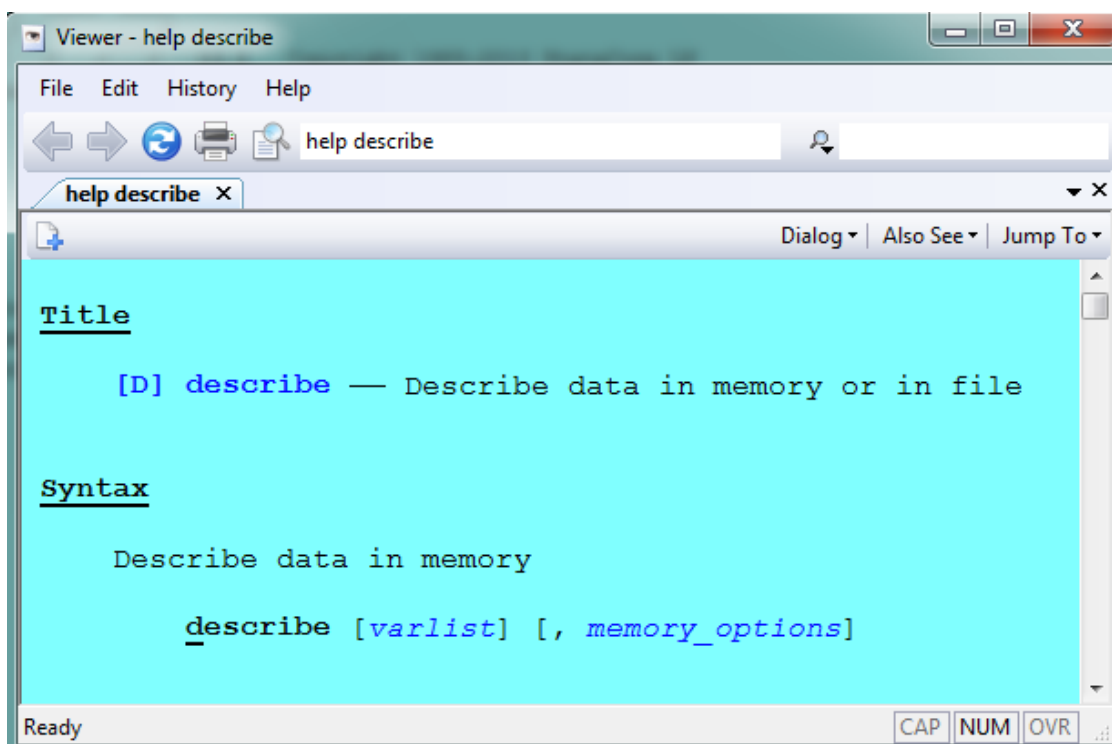 Viewer - help describe
File Edit History Help
help describe
help describe X
Dialog Also See Jump To
Title
[D] describe — Describe data in memory or in file
Syntax
Describe data in memory
describe [varlist] [, memory_options]
Ready CAP NUM OVR